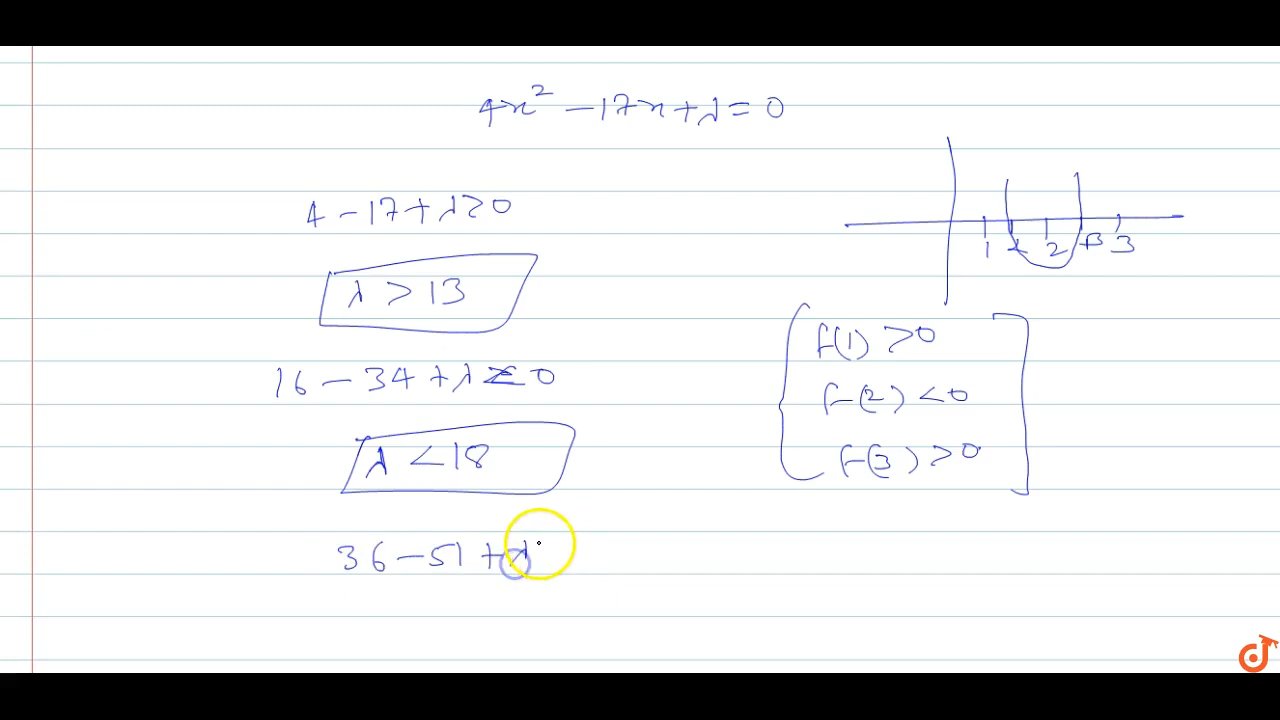 4x² - 17x + λ = 0
4 - 17 + λ > 0
λ > 13
16 - 34 + λ < 0
λ < 18
36 - 51 + λ
1 α 2 β 3
f(1) > 0
f(2) < 0
f(3) > 0